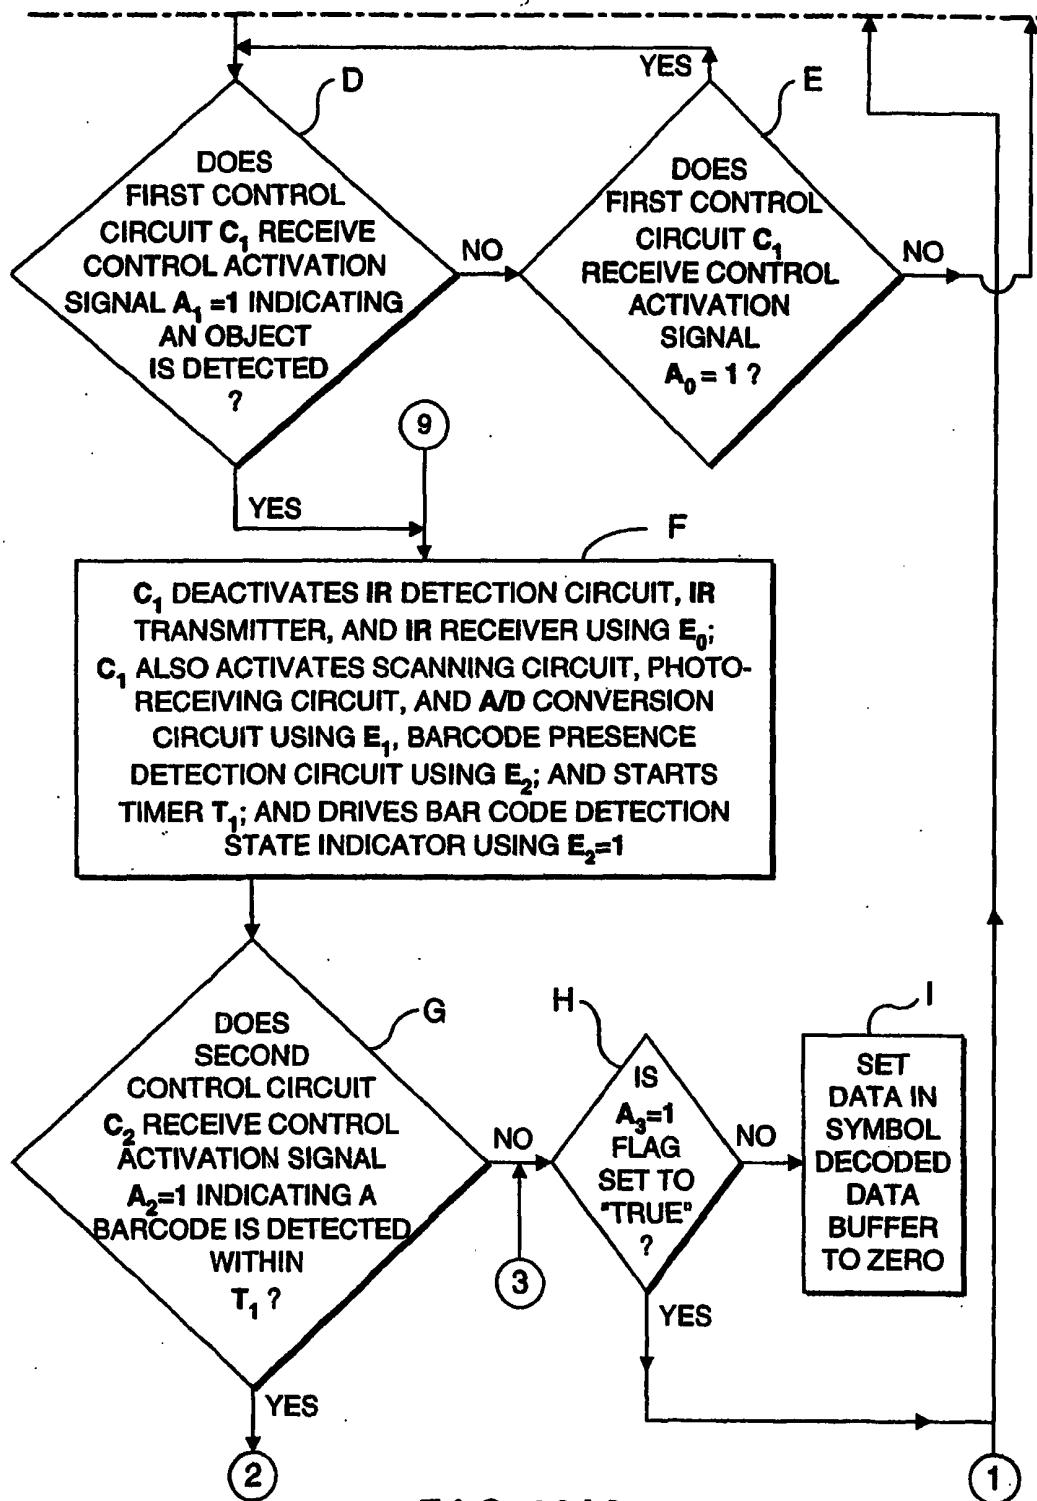 D
DOES
FIRST CONTROL
CIRCUIT C₁ RECEIVE
CONTROL ACTIVATION
SIGNAL A₁ =1 INDICATING
AN OBJECT
IS DETECTED
?
NO
YES
YES
E
DOES
FIRST CONTROL
CIRCUIT C₁
RECEIVE CONTROL
ACTIVATION
SIGNAL
A₀ = 1 ?
NO
9
F
C₁ DEACTIVATES IR DETECTION CIRCUIT, IR
TRANSMITTER, AND IR RECEIVER USING E₀;
C₁ ALSO ACTIVATES SCANNING CIRCUIT, PHOTO-
RECEIVING CIRCUIT, AND A/D CONVERSION
CIRCUIT USING E₁, BARCODE PRESENCE
DETECTION CIRCUIT USING E₂; AND STARTS
TIMER T₁; AND DRIVES BAR CODE DETECTION
STATE INDICATOR USING E₂=1
G
DOES
SECOND
CONTROL CIRCUIT
C₂ RECEIVE CONTROL
ACTIVATION SIGNAL
A₂=1 INDICATING A
BARCODE IS DETECTED
WITHIN
T₁ ?
NO
YES
3
2
H
IS
A₃=1
FLAG
SET TO
"TRUE"
?
NO
YES
I
SET
DATA IN
SYMBOL
DECODED
DATA
BUFFER
TO ZERO
1